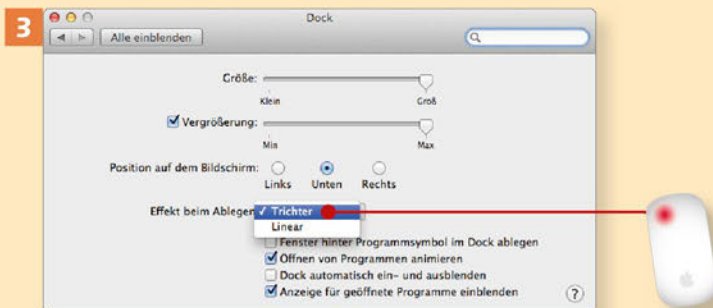 3
Dock
Alle einblenden
Größe:
Klein Groß
Vergrößerung:
Min Max
Position auf dem Bildschirm:
Links Unten Rechts
Effekt beim Ablegen
✓ Trichter
Linear
Fenster hinter Programmsymbol im Dock ablegen
Öffnen von Programmen animieren
Dock automatisch ein- und ausblenden
Anzeige für geöffnete Programme einblenden
?